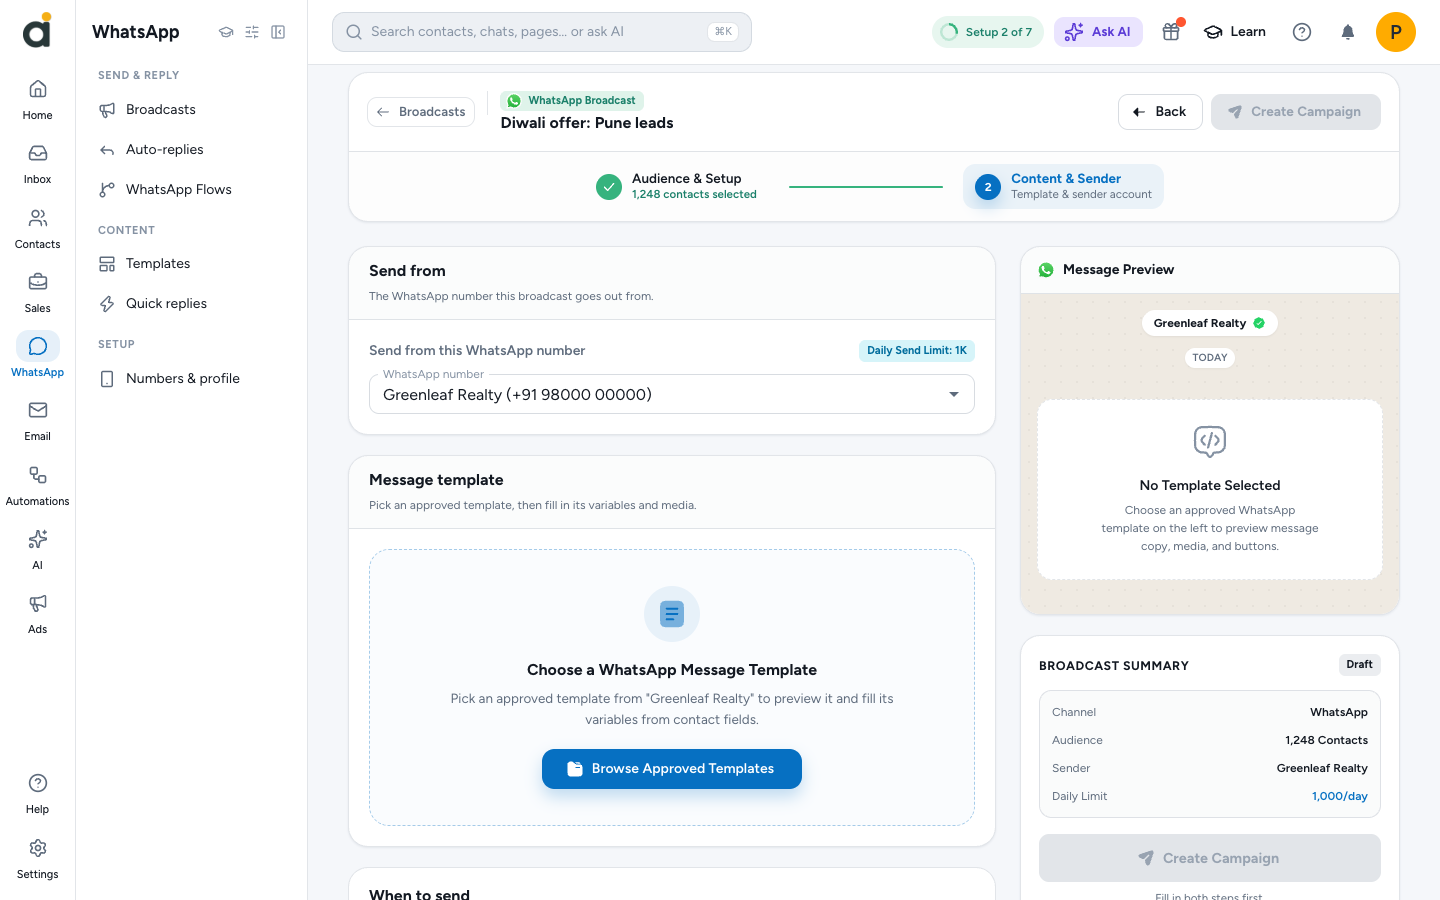 WhatsApp
Search contacts, chats, pages... or ask AI
⌘K
Setup 2 of 7
Ask AI
Learn
P
Home
Inbox
Contacts
Sales
WhatsApp
Email
Automations
AI
Ads
Help
Settings
SEND & REPLY
Broadcasts
Auto-replies
WhatsApp Flows
CONTENT
Templates
Quick replies
SETUP
Numbers & profile
Broadcasts
WhatsApp Broadcast
Diwali offer: Pune leads
Back
Create Campaign
Audience & Setup
1,248 contacts selected
2
Content & Sender
Template & sender account
Send from
The WhatsApp number this broadcast goes out from.
Send from this WhatsApp number
Daily Send Limit: 1K
WhatsApp number
Greenleaf Realty (+91 98000 00000)
Message template
Pick an approved template, then fill in its variables and media.
Choose a WhatsApp Message Template
Pick an approved template from "Greenleaf Realty" to preview it and fill its
variables from contact fields.
Browse Approved Templates
When to send
Message Preview
Greenleaf Realty
TODAY
No Template Selected
Choose an approved WhatsApp
template on the left to preview message
copy, media, and buttons.
BROADCAST SUMMARY
Draft
Channel
WhatsApp
Audience
1,248 Contacts
Sender
Greenleaf Realty
Daily Limit
1,000/day
Create Campaign
Fill in both steps first